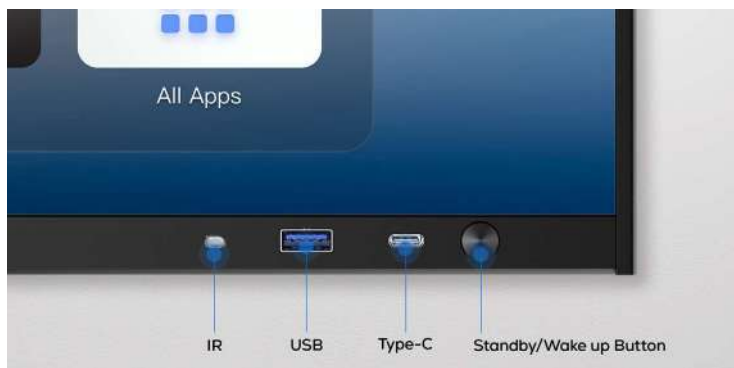 All Apps
IR
USB
Type-C
Standby/Wake up Button